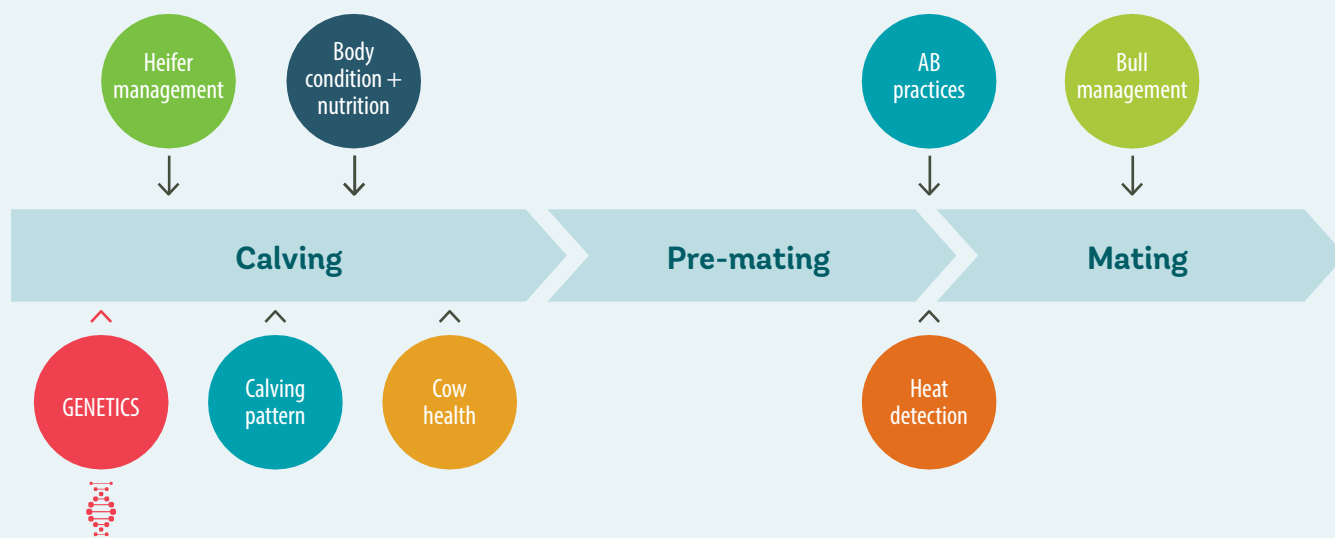 Heifer
management
Body
condition +
nutrition
AB
practices
Bull
management
Calving
Pre-mating
Mating
GENETICS
Calving
pattern
Cow
health
Heat
detection